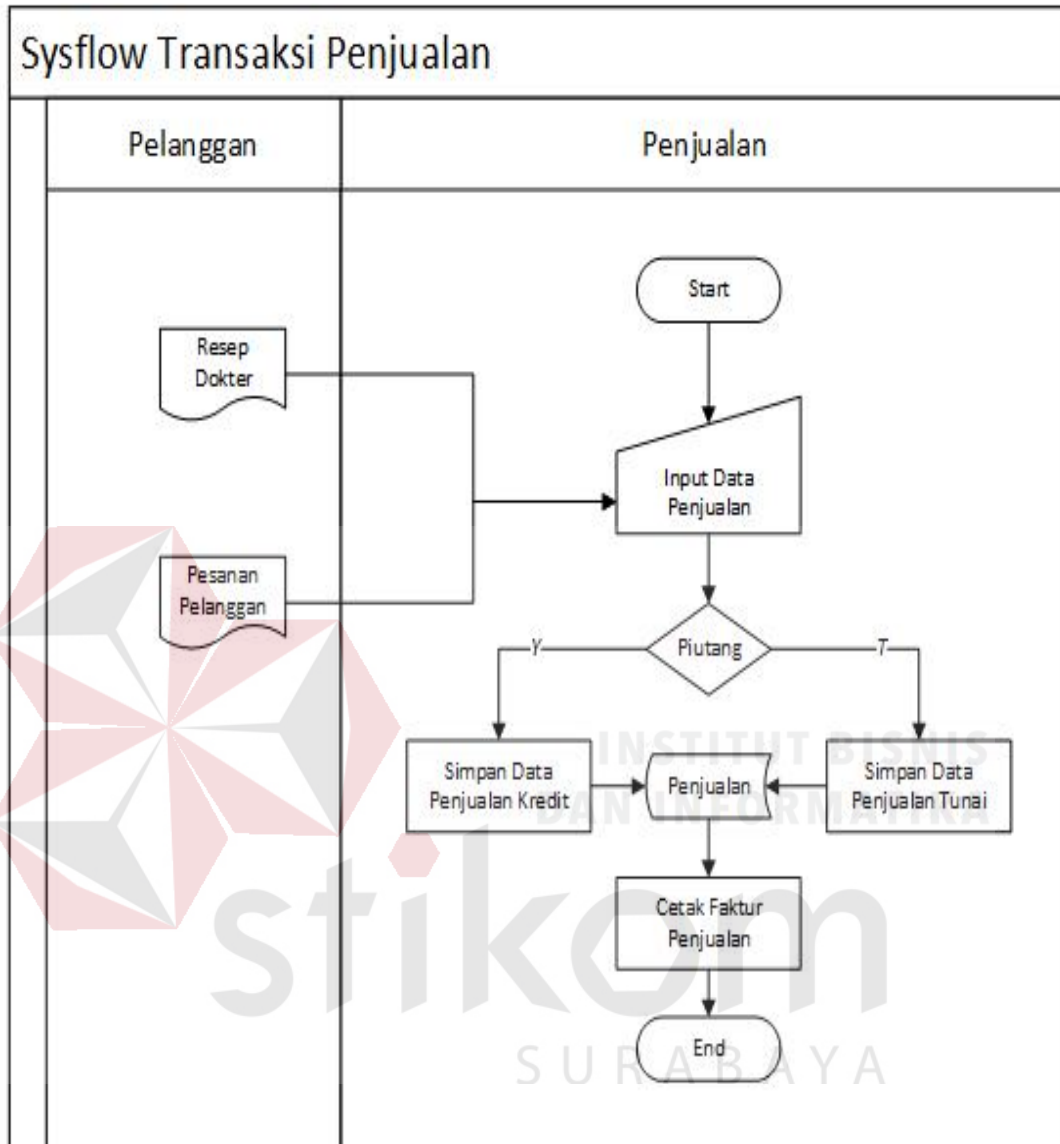 Sysflow Transaksi Penjualan
Pelanggan
Penjualan
Start
Resep
Dokter
Input Data
Penjualan
Pesanan
Pelanggan
Piutang
Y
T
Simpan Data
Penjualan Kredit
Penjualan
Simpan Data
Penjualan Tunai
Cetak Faktur
Penjualan
End
INSTITUT BISNIS
DAN INFORMATIKA
stikom
SURABAYA